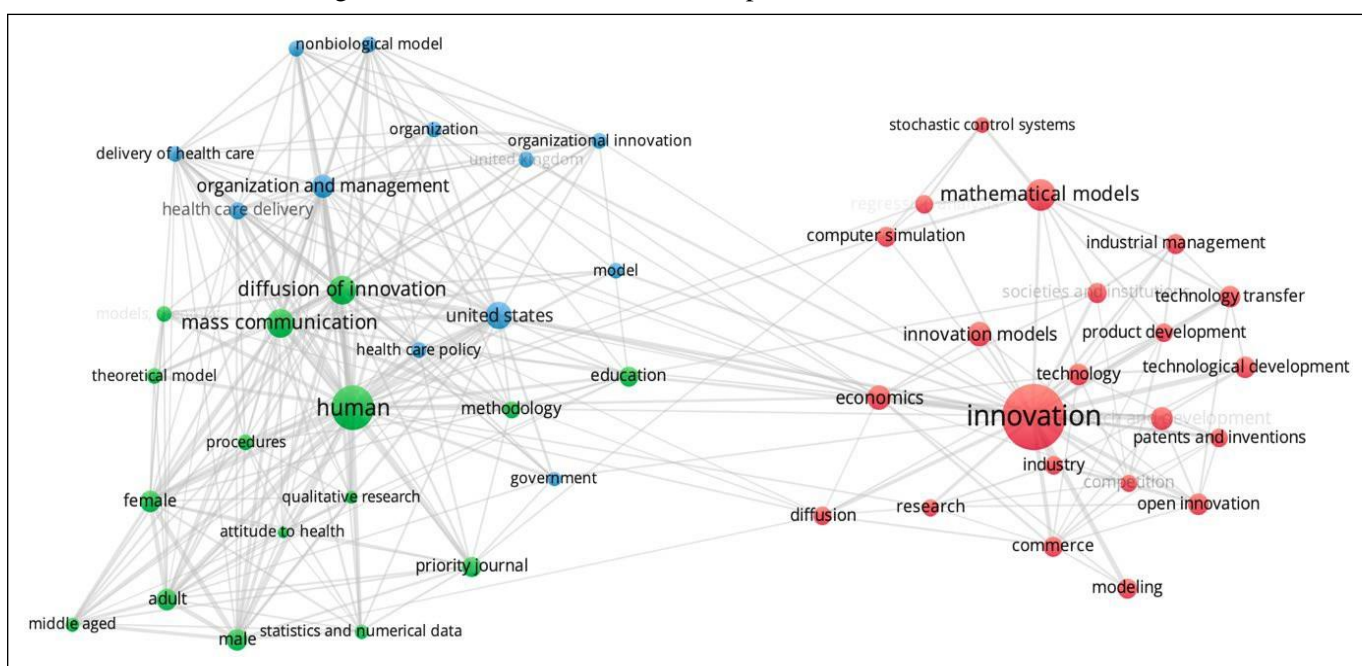 nonbiological model
organization
organizational innovation
stochastic control systems
delivery of health care
united kingdom
organization and management
mathematical models
health care delivery
computer simulation
industrial management
model
diffusion of innovation
societies and institutions
technology transfer
mass communication
united states
innovation models
product development
health care policy
theoretical model
education
technology
technological development
human
methodology
economics
innovation
patents and inventions
procedures
industry
government
competition
female
qualitative research
research
open innovation
attitude to health
diffusion
priority journal
commerce
modeling
adult
middle aged
male
statistics and numerical data